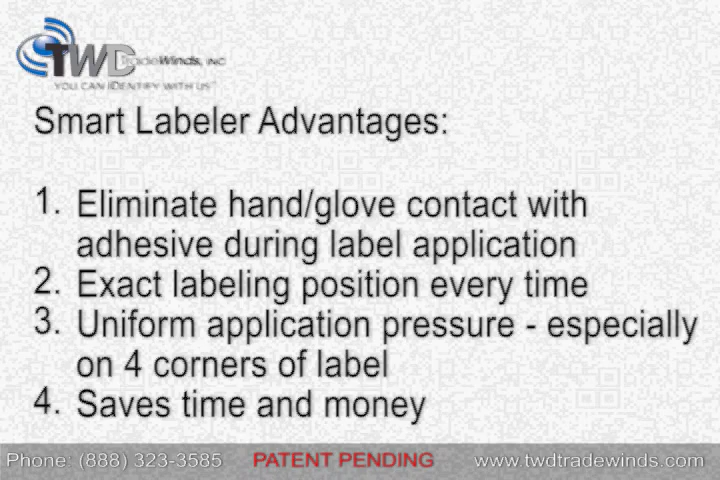 TWD TradeWinds, INC
YOU CAN IDENTIFY WITH US™
Smart Labeler Advantages:
1. Eliminate hand/glove contact with
adhesive during label application
2. Exact labeling position every time
3. Uniform application pressure - especially
on 4 corners of label
4. Saves time and money
Phone: (888) 323-3585 PATENT PENDING www.twdtradewinds.com